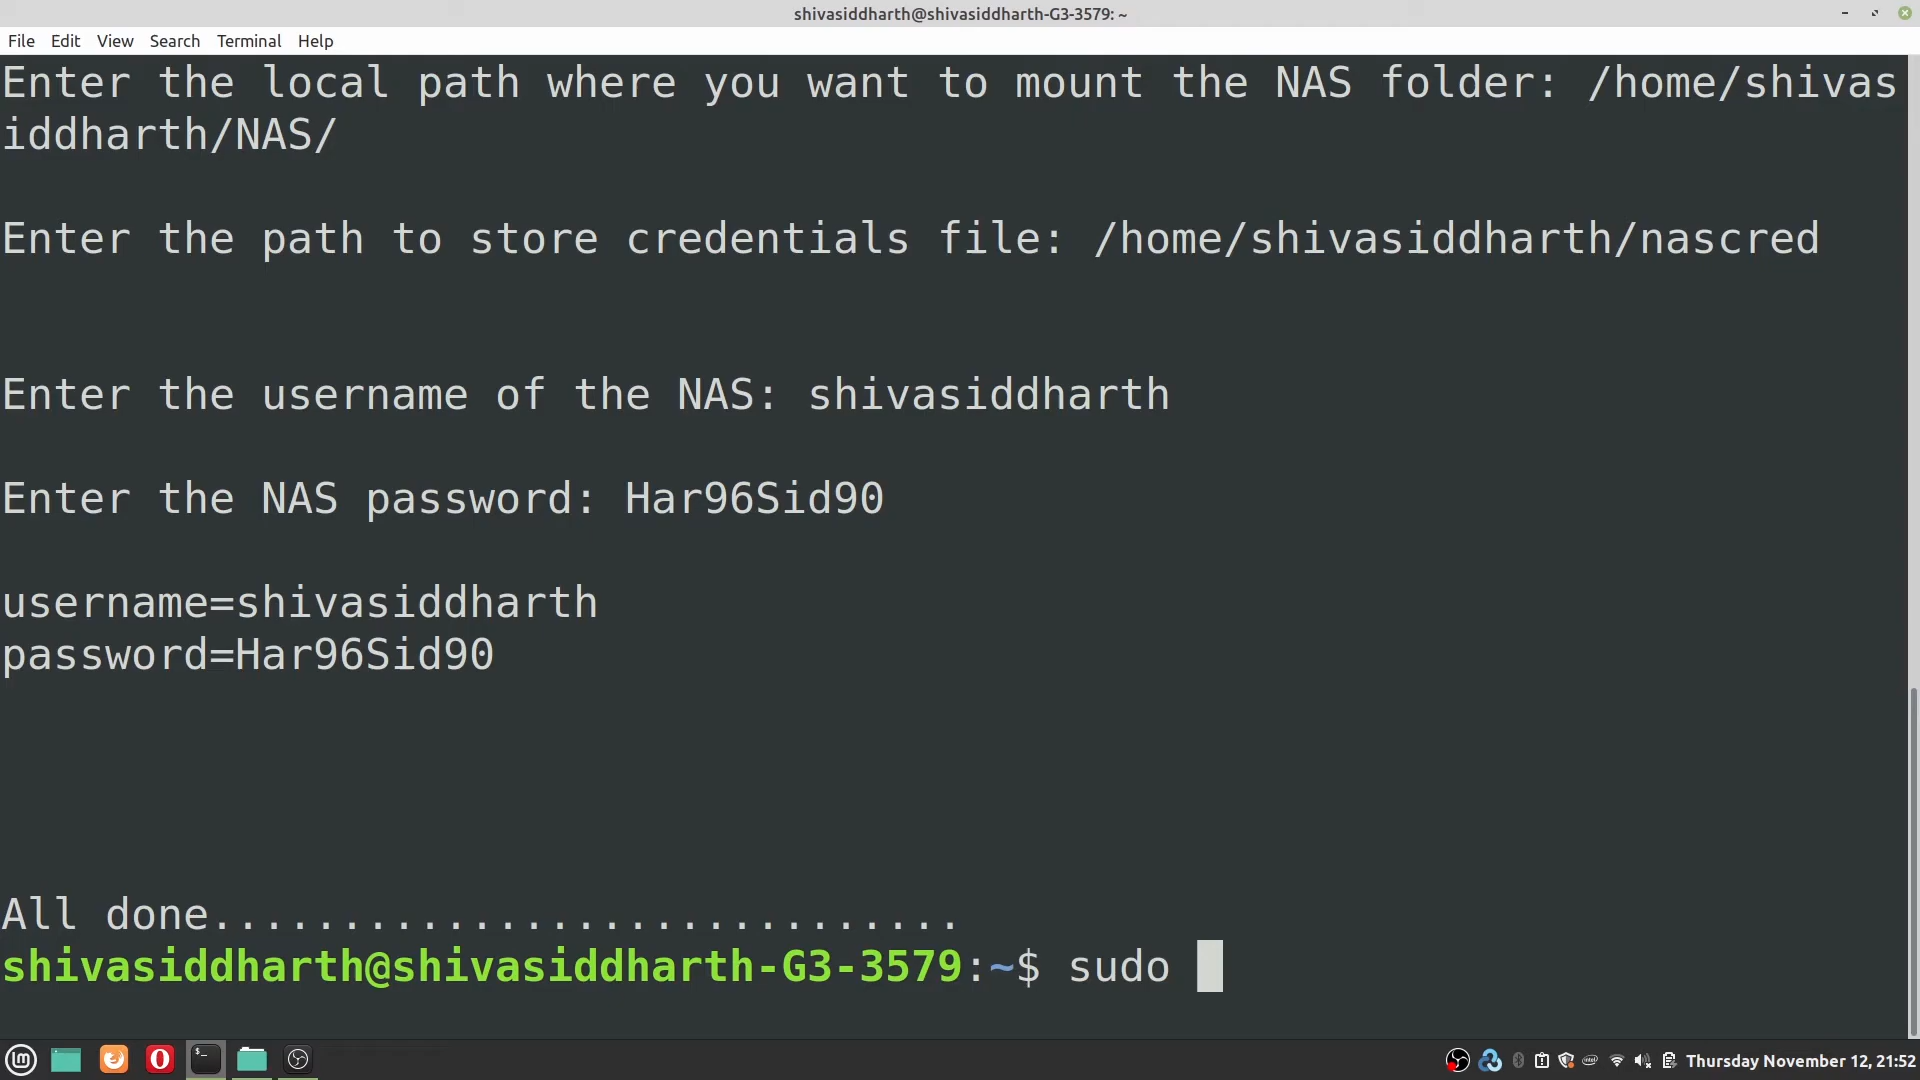 shivasiddharth@shivasiddharth-G3-3579: ~
File Edit View Search Terminal Help
Enter the local path where you want to mount the NAS folder: /home/shivas
iddharth/NAS/
Enter the path to store credentials file: /home/shivasiddharth/nascred
Enter the username of the NAS: shivasiddharth
Enter the NAS password: Har96Sid90
username=shivasiddharth
password=Har96Sid90
All done.............................
shivasiddharth@shivasiddharth-G3-3579:~$ sudo
Thursday November 12, 21:52